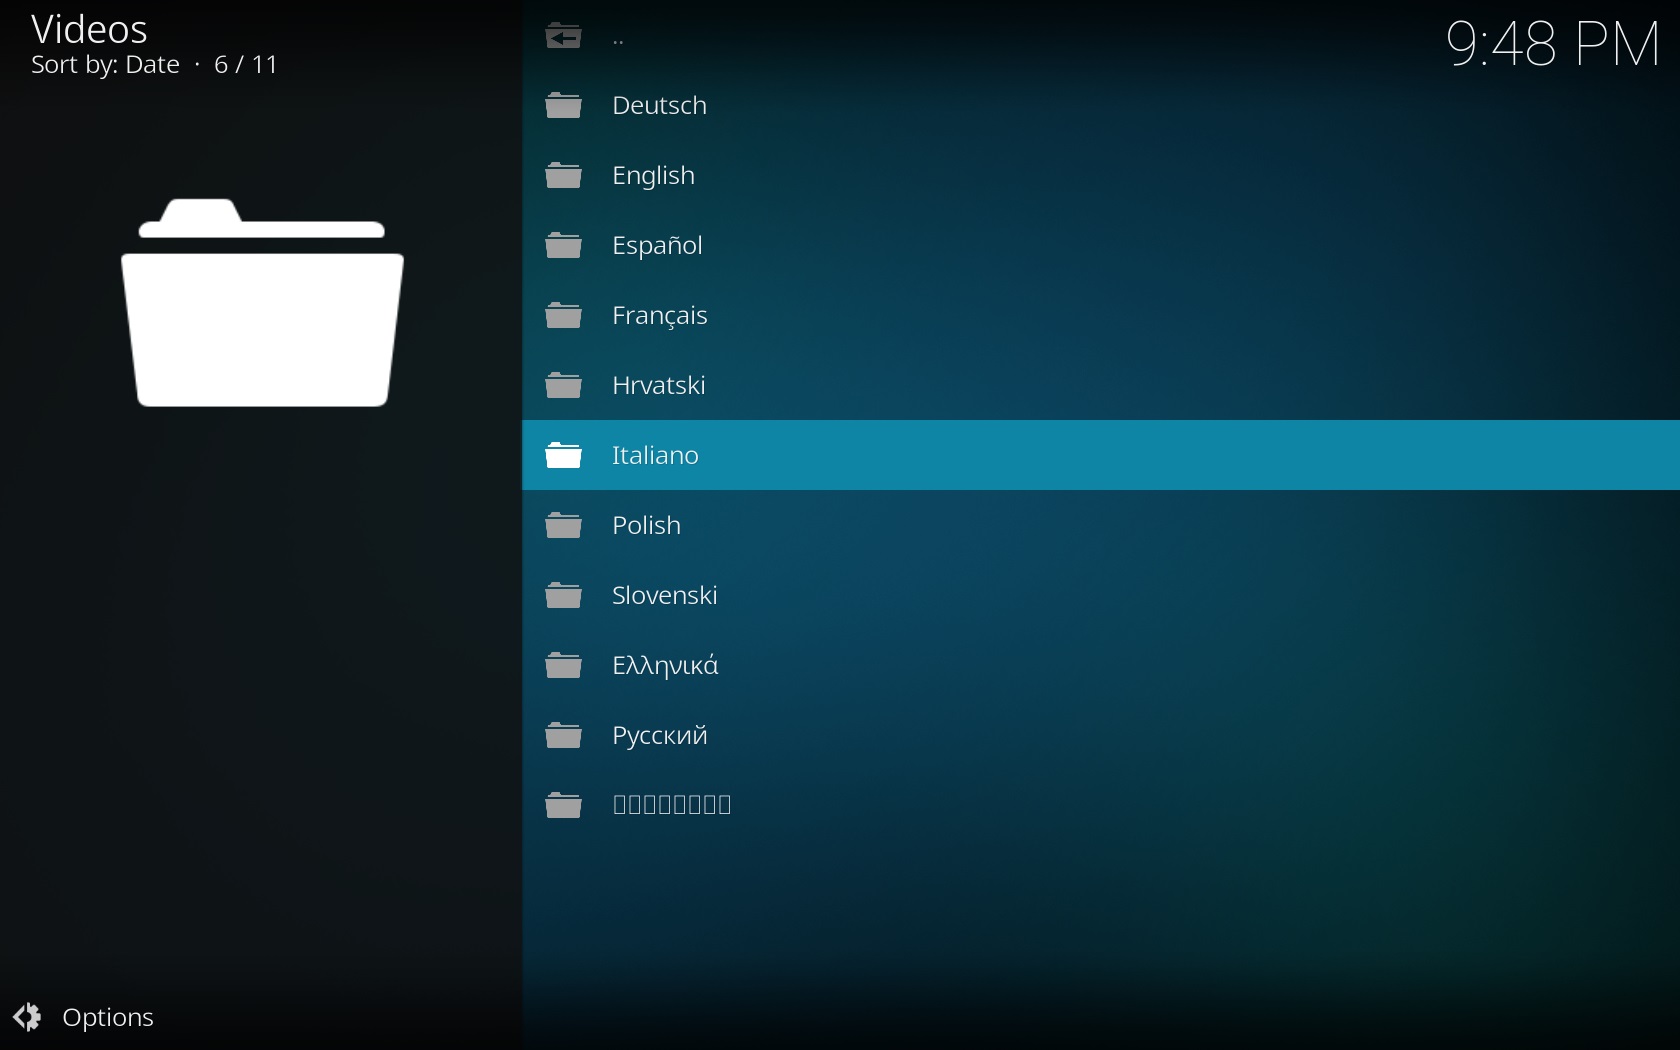 Videos
Sort by: Date · 6 / 11
9:48 PM
..
Deutsch
English
Español
Français
Hrvatski
Italiano
Polish
Slovenski
Ελληνικά
Русский
Options